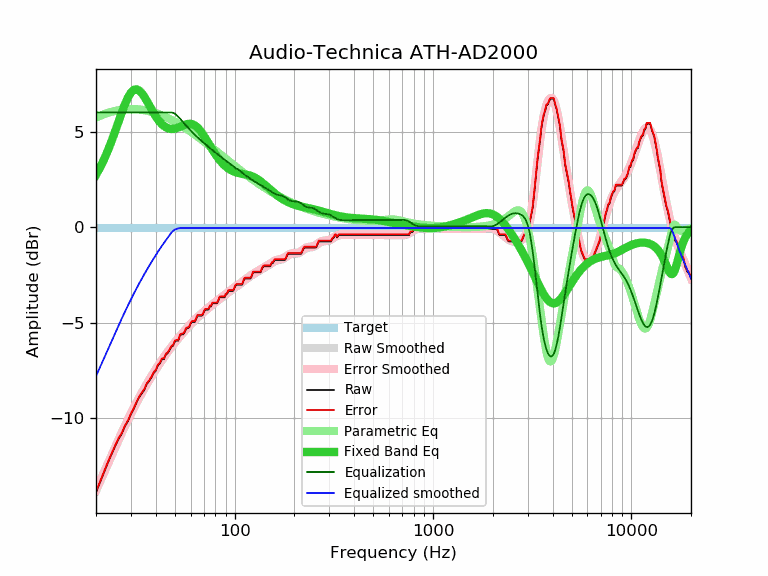 Audio-Technica ATH-AD2000
5
0
−5
−10
Amplitude (dBr)
Target
Raw Smoothed
Error Smoothed
Raw
Error
Parametric Eq
Fixed Band Eq
Equalization
Equalized smoothed
100
1000
10000
Frequency (Hz)